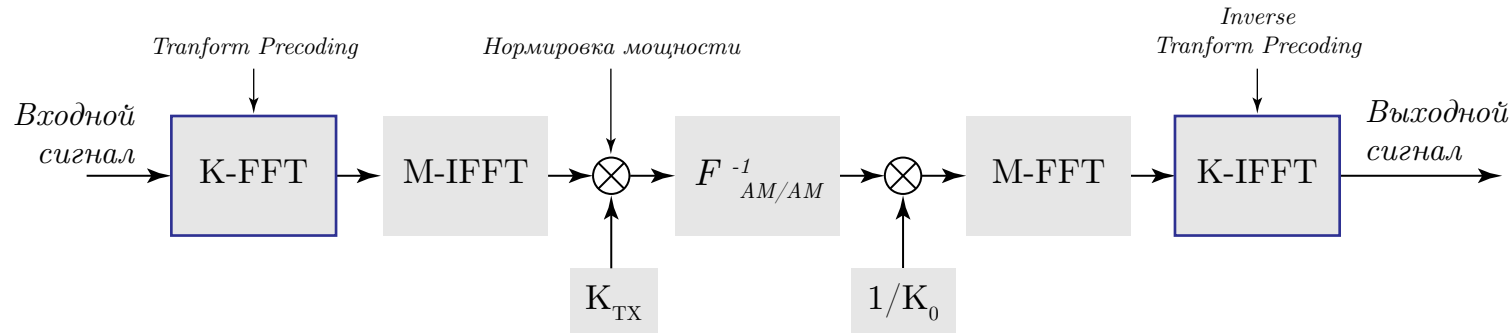 Tranform Precoding
Нормировка мощности
Inverse
Tranform Precoding
Входной
сигнал
K-FFT
M-IFFT
F -1 AM/AM
M-FFT
K-IFFT
Выходной
сигнал
K_TX
1/K_0